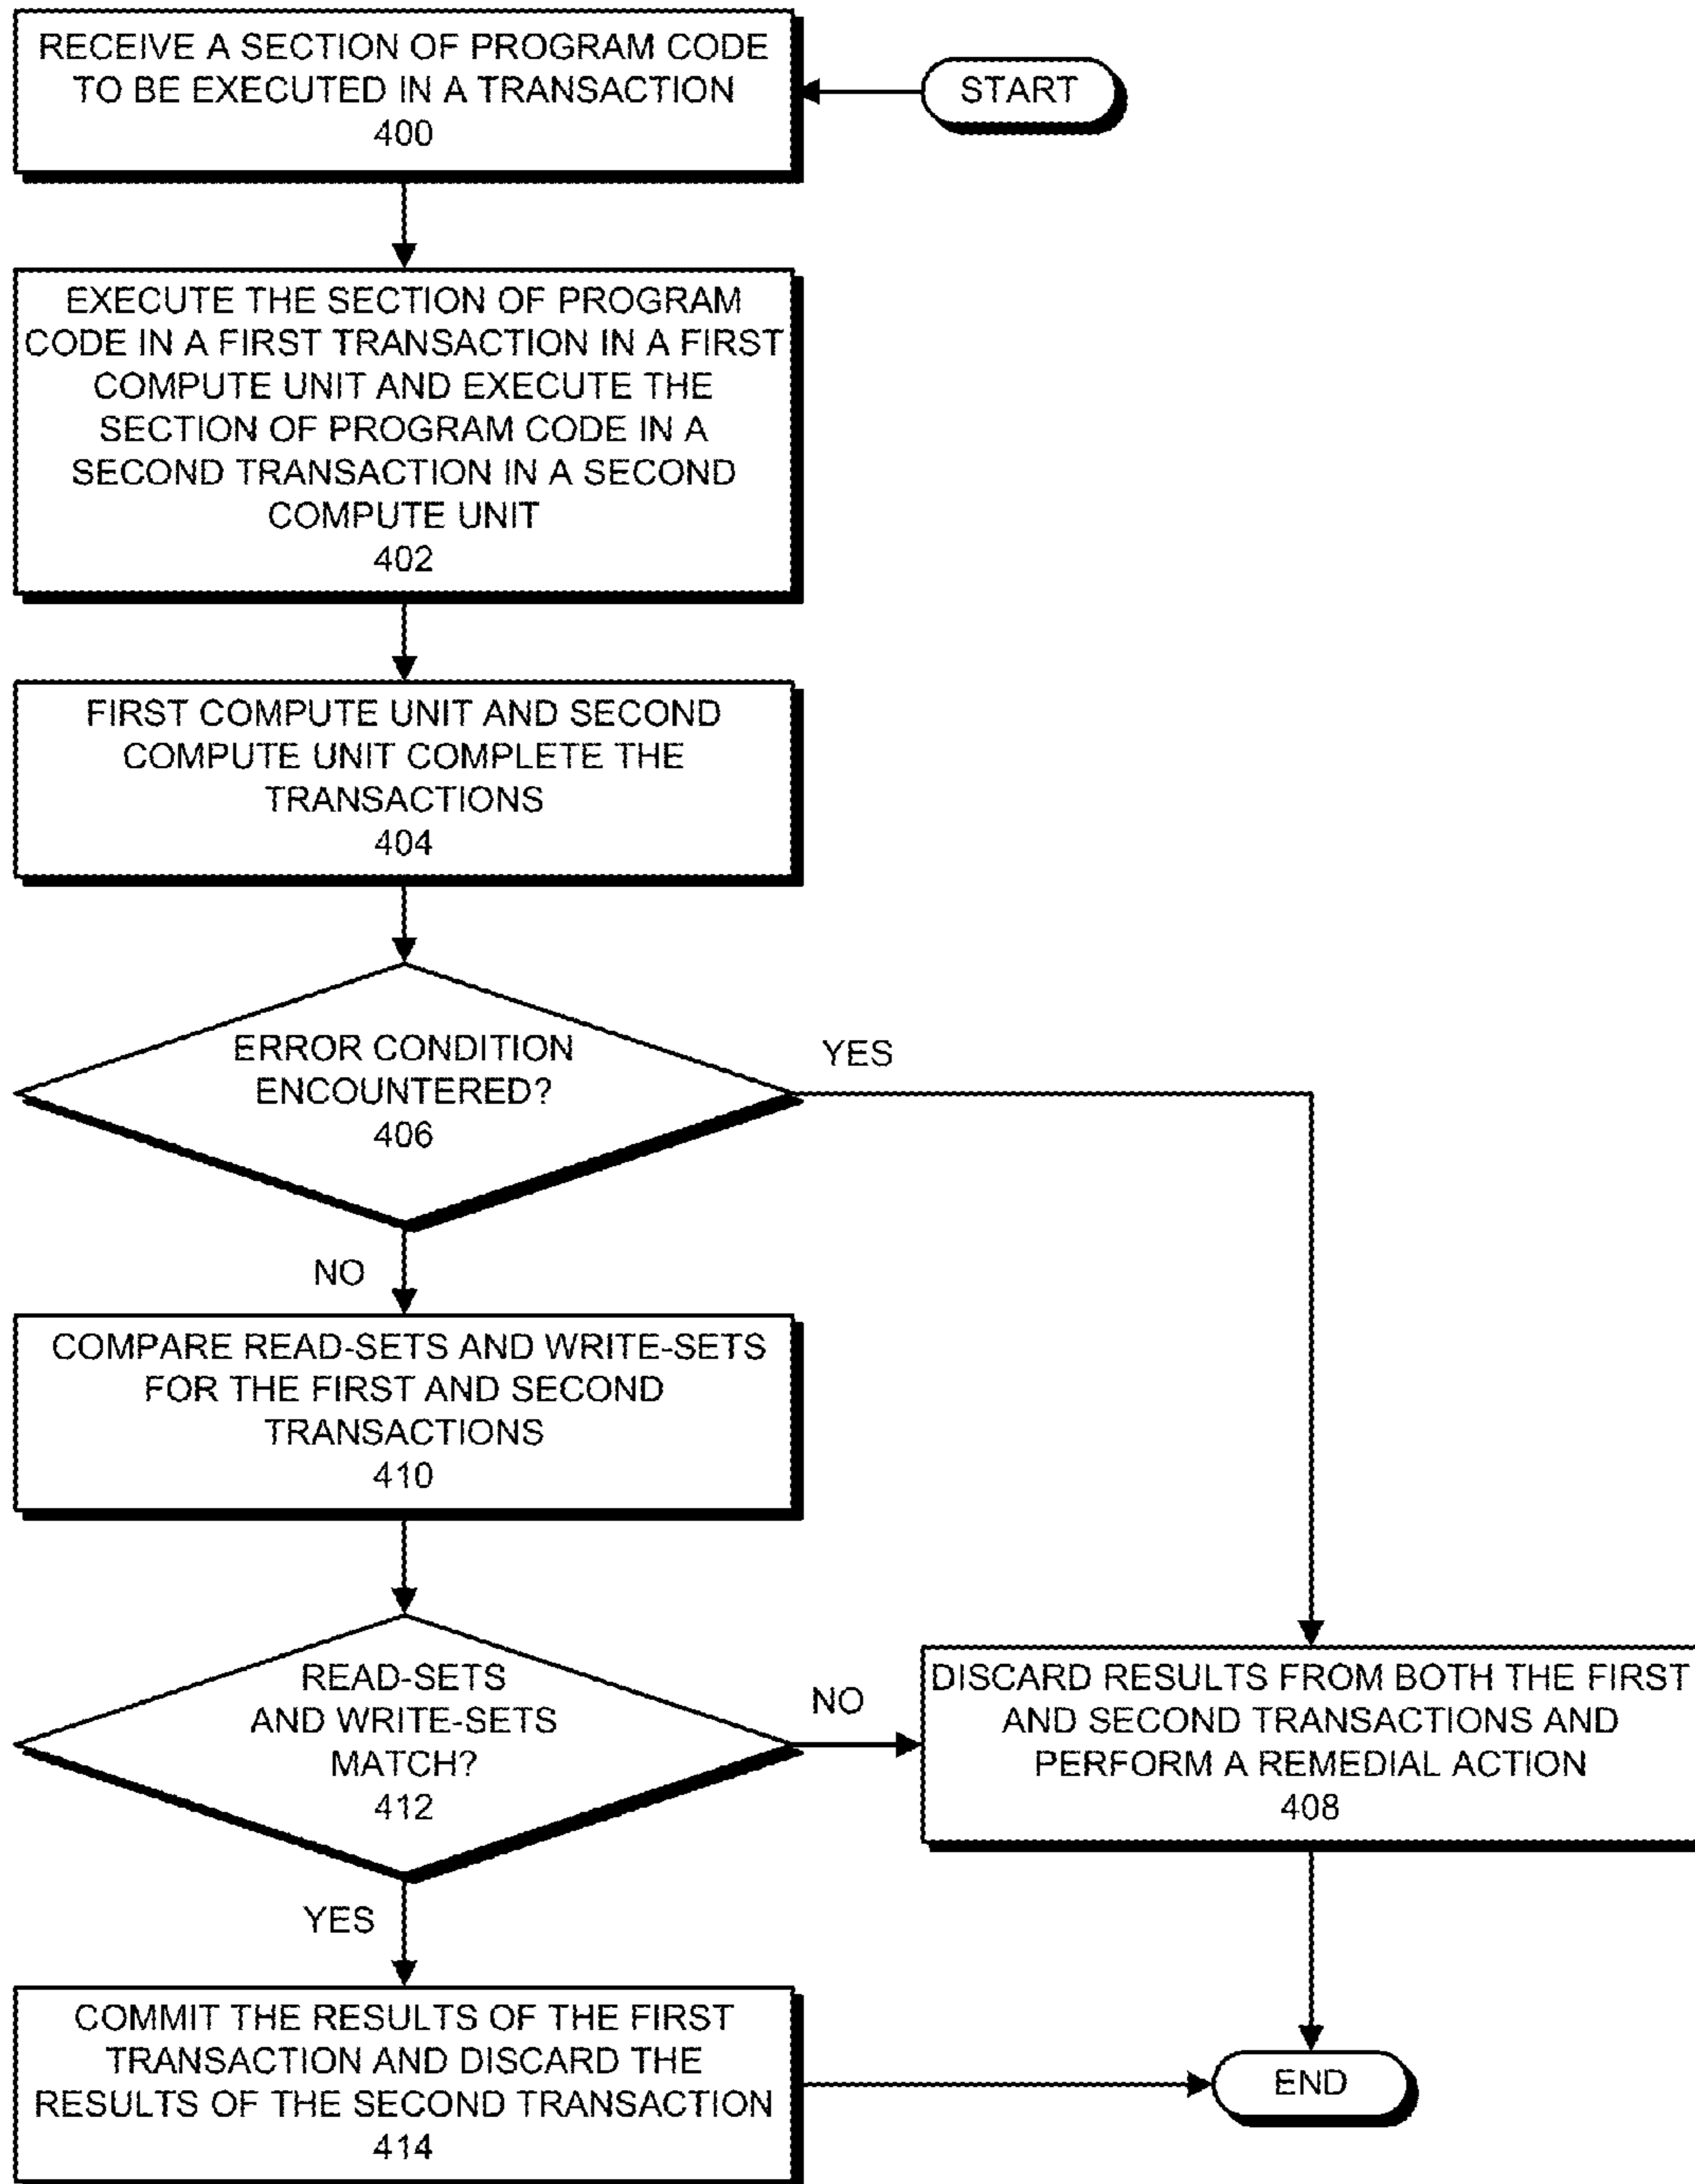 RECEIVE A SECTION OF PROGRAM CODE
TO BE EXECUTED IN A TRANSACTION
400
START
EXECUTE THE SECTION OF PROGRAM
CODE IN A FIRST TRANSACTION IN A FIRST
COMPUTE UNIT AND EXECUTE THE
SECTION OF PROGRAM CODE IN A
SECOND TRANSACTION IN A SECOND
COMPUTE UNIT
402
FIRST COMPUTE UNIT AND SECOND
COMPUTE UNIT COMPLETE THE
TRANSACTIONS
404
ERROR CONDITION
ENCOUNTERED?
406
YES
NO
COMPARE READ-SETS AND WRITE-SETS
FOR THE FIRST AND SECOND
TRANSACTIONS
410
READ-SETS
AND WRITE-SETS
MATCH?
412
NO
DISCARD RESULTS FROM BOTH THE FIRST
AND SECOND TRANSACTIONS AND
PERFORM A REMEDIAL ACTION
408
YES
COMMIT THE RESULTS OF THE FIRST
TRANSACTION AND DISCARD THE
RESULTS OF THE SECOND TRANSACTION
414
END